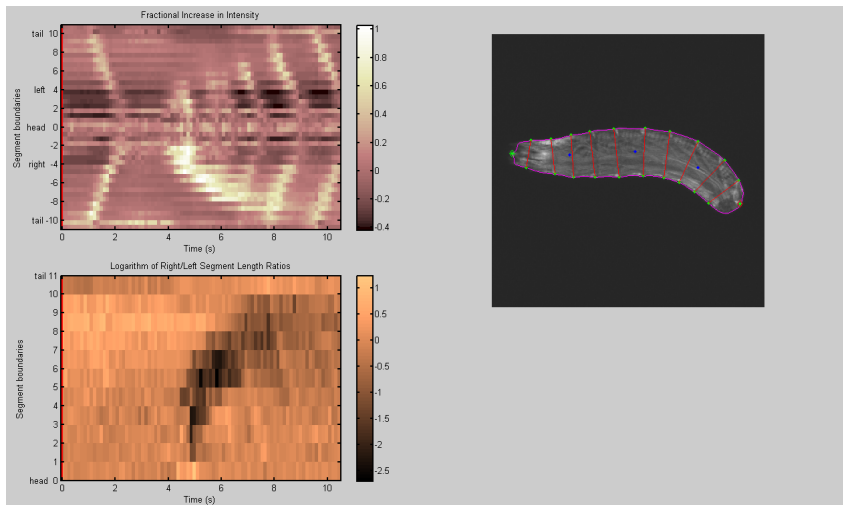 Fractional Increase in Intensity
tail 10
8
6
left 4
2
head 0
-2
right -4
-6
-8
tail -10
Segment boundaries
0 2 4 6 8 10
Time (s)
1
0.8
0.6
0.4
0.2
0
-0.2
-0.4
Logarithm of Right/Left Segment Length Ratios
tail 11
10
9
8
7
6
5
4
3
2
1
head 0
Segment boundaries
0 2 4 6 8 10
Time (s)
1
0.5
0
-0.5
-1
-1.5
-2
-2.5